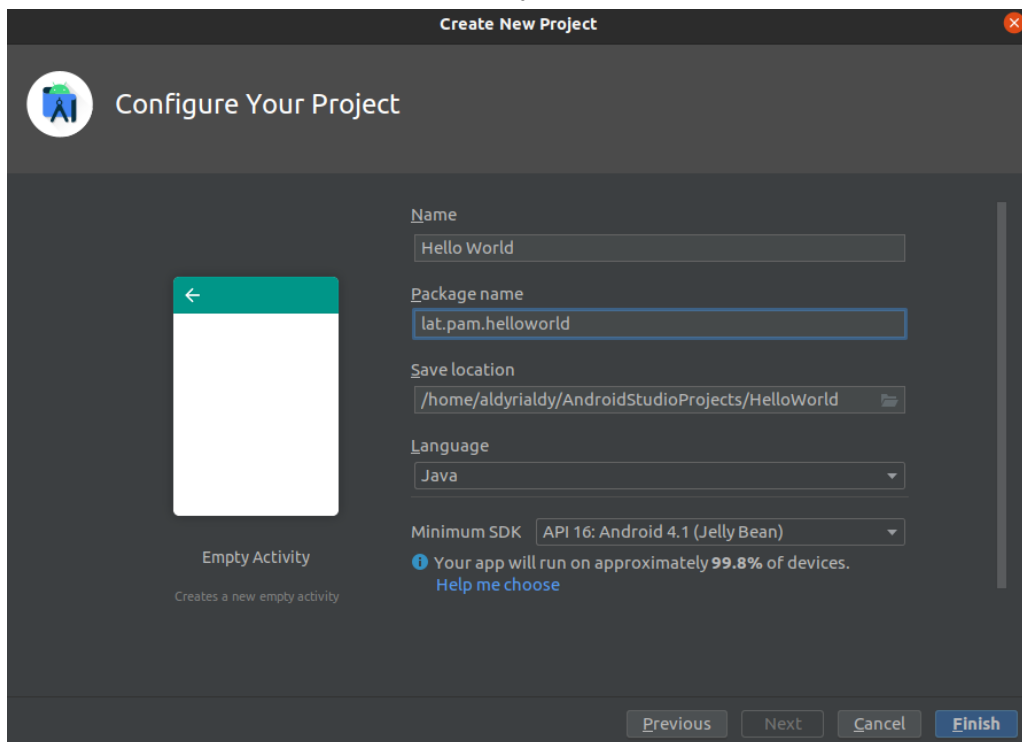 Create New Project
Configure Your Project
Name
Hello World
Package name
lat.pam.helloworld
Save location
/home/aldyrialdy/AndroidStudioProjects/HelloWorld
Language
Java
Minimum SDK API 16: Android 4.1 (Jelly Bean)
Your app will run on approximately 99.8% of devices.
Help me choose
Empty Activity
Creates a new empty activity
Previous Next Cancel Finish